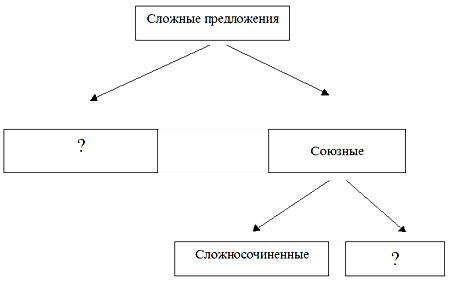 Сложные предложения
?
Союзные
Сложносочиненные
?